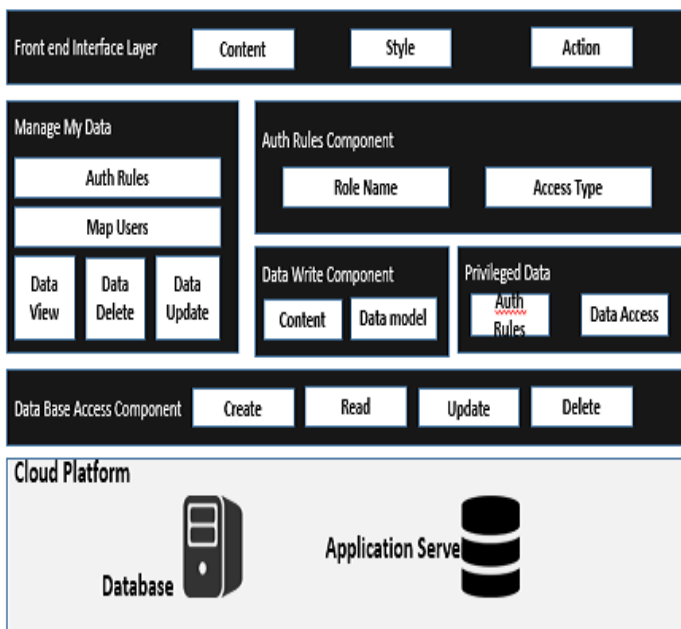 Front end Interface Layer
Content
Style
Action
Manage My Data
Auth Rules
Map Users
Data
View
Data
Delete
Data
Update
Auth Rules Component
Role Name
Access Type
Data Write Component
Content
Data model
Privileged Data
Auth
Rules
Data Access
Data Base Access Component
Create
Read
Update
Delete
Cloud Platform
Database
Application Serve